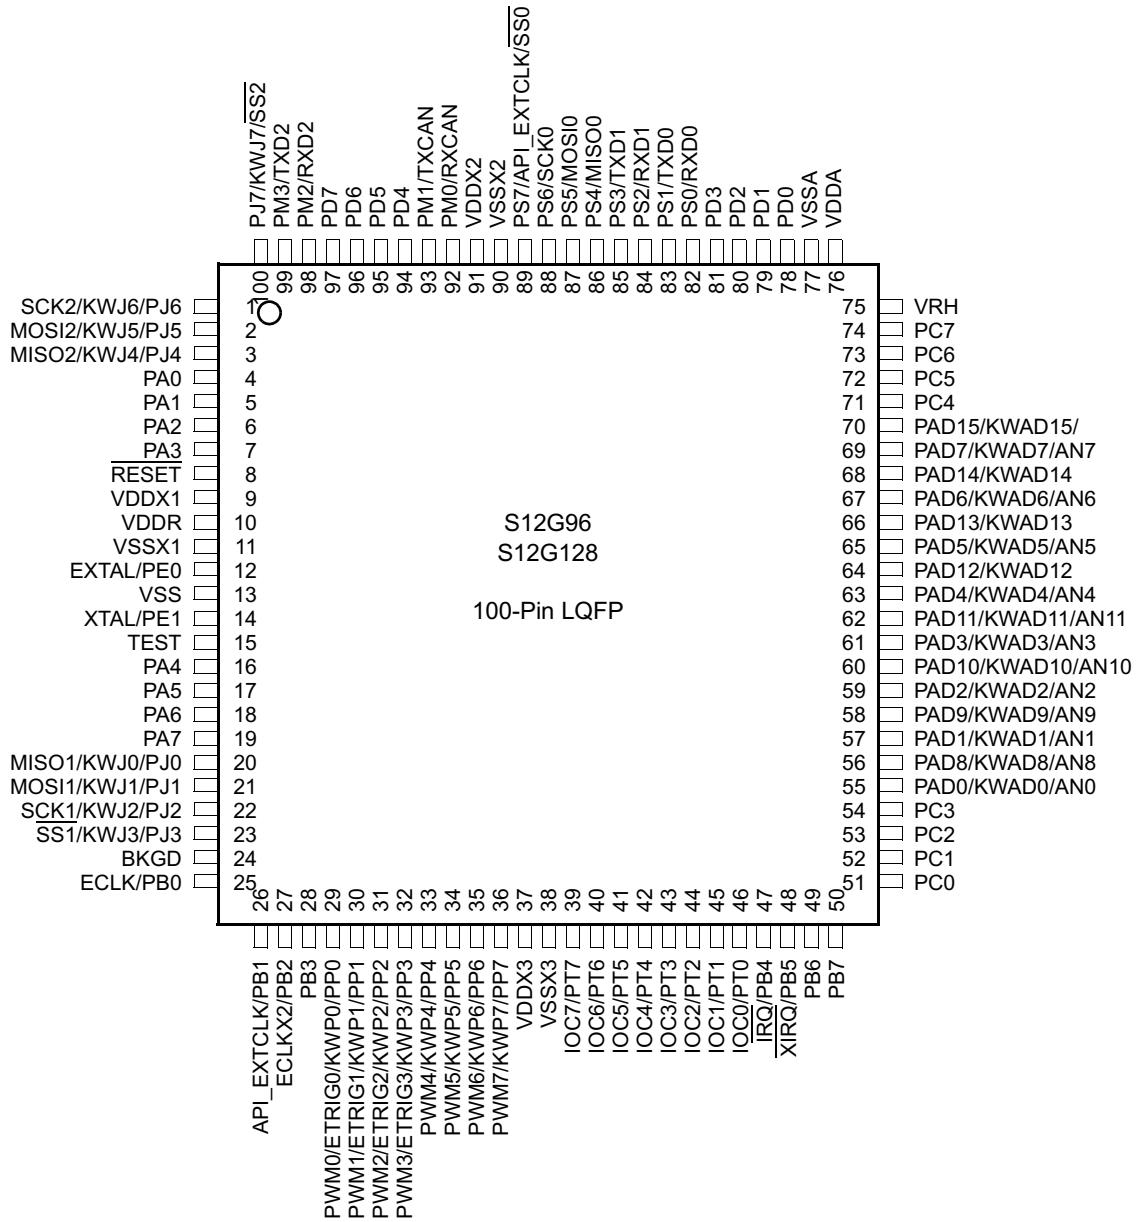 PJ7/KWJ7/SS2
PM3/TXD2
PM2/RXD2
PD7
PD6
PD5
PD4
PM1/TXCAN
PM0/RXCAN
VDDX2
VSSX2
PS7/API_EXTCLK/SS0
PS6/SCK0
PS5/MOSI0
PS4/MISO0
PS3/TXD1
PS2/RXD1
PS1/TXD0
PS0/RXD0
PD3
PD2
PD1
PD0
VSSA
VDDA
100
99
98
97
96
95
94
93
92
91
90
89
88
87
86
85
84
83
82
81
80
79
78
77
76
SCK2/KWJ6/PJ6 1
MOSI2/KWJ5/PJ5 2
MISO2/KWJ4/PJ4 3
PA0 4
PA1 5
PA2 6
PA3 7
RESET 8
VDDX1 9
VDDR 10
VSSX1 11
EXTAL/PE0 12
VSS 13
XTAL/PE1 14
TEST 15
PA4 16
PA5 17
PA6 18
PA7 19
MISO1/KWJ0/PJ0 20
MOSI1/KWJ1/PJ1 21
SCK1/KWJ2/PJ2 22
SS1/KWJ3/PJ3 23
BKGD 24
ECLK/PB0 25
S12G96
S12G128
100-Pin LQFP
75 VRH
74 PC7
73 PC6
72 PC5
71 PC4
70 PAD15/KWAD15/
69 PAD7/KWAD7/AN7
68 PAD14/KWAD14
67 PAD6/KWAD6/AN6
66 PAD13/KWAD13
65 PAD5/KWAD5/AN5
64 PAD12/KWAD12
63 PAD4/KWAD4/AN4
62 PAD11/KWAD11/AN11
61 PAD3/KWAD3/AN3
60 PAD10/KWAD10/AN10
59 PAD2/KWAD2/AN2
58 PAD9/KWAD9/AN9
57 PAD1/KWAD1/AN1
56 PAD8/KWAD8/AN8
55 PAD0/KWAD0/AN0
54 PC3
53 PC2
52 PC1
51 PC0
26
27
28
29
30
31
32
33
34
35
36
37
38
39
40
41
42
43
44
45
46
47
48
49
50
API_EXTCLK/PB1
ECLKX2/PB2
PB3
PWM0/ETRIG0/KWP0/PP0
PWM1/ETRIG1/KWP1/PP1
PWM2/ETRIG2/KWP2/PP2
PWM3/ETRIG3/KWP3/PP3
PWM4/KWP4/PP4
PWM5/KWP5/PP5
PWM6/KWP6/PP6
PWM7/KWP7/PP7
VDDX3
VSSX3
IOC7/PT7
IOC6/PT6
IOC5/PT5
IOC4/PT4
IOC3/PT3
IOC2/PT2
IOC1/PT1
IOC0/PT0
IRQ/PB4
XIRQ/PB5
PB6
PB7